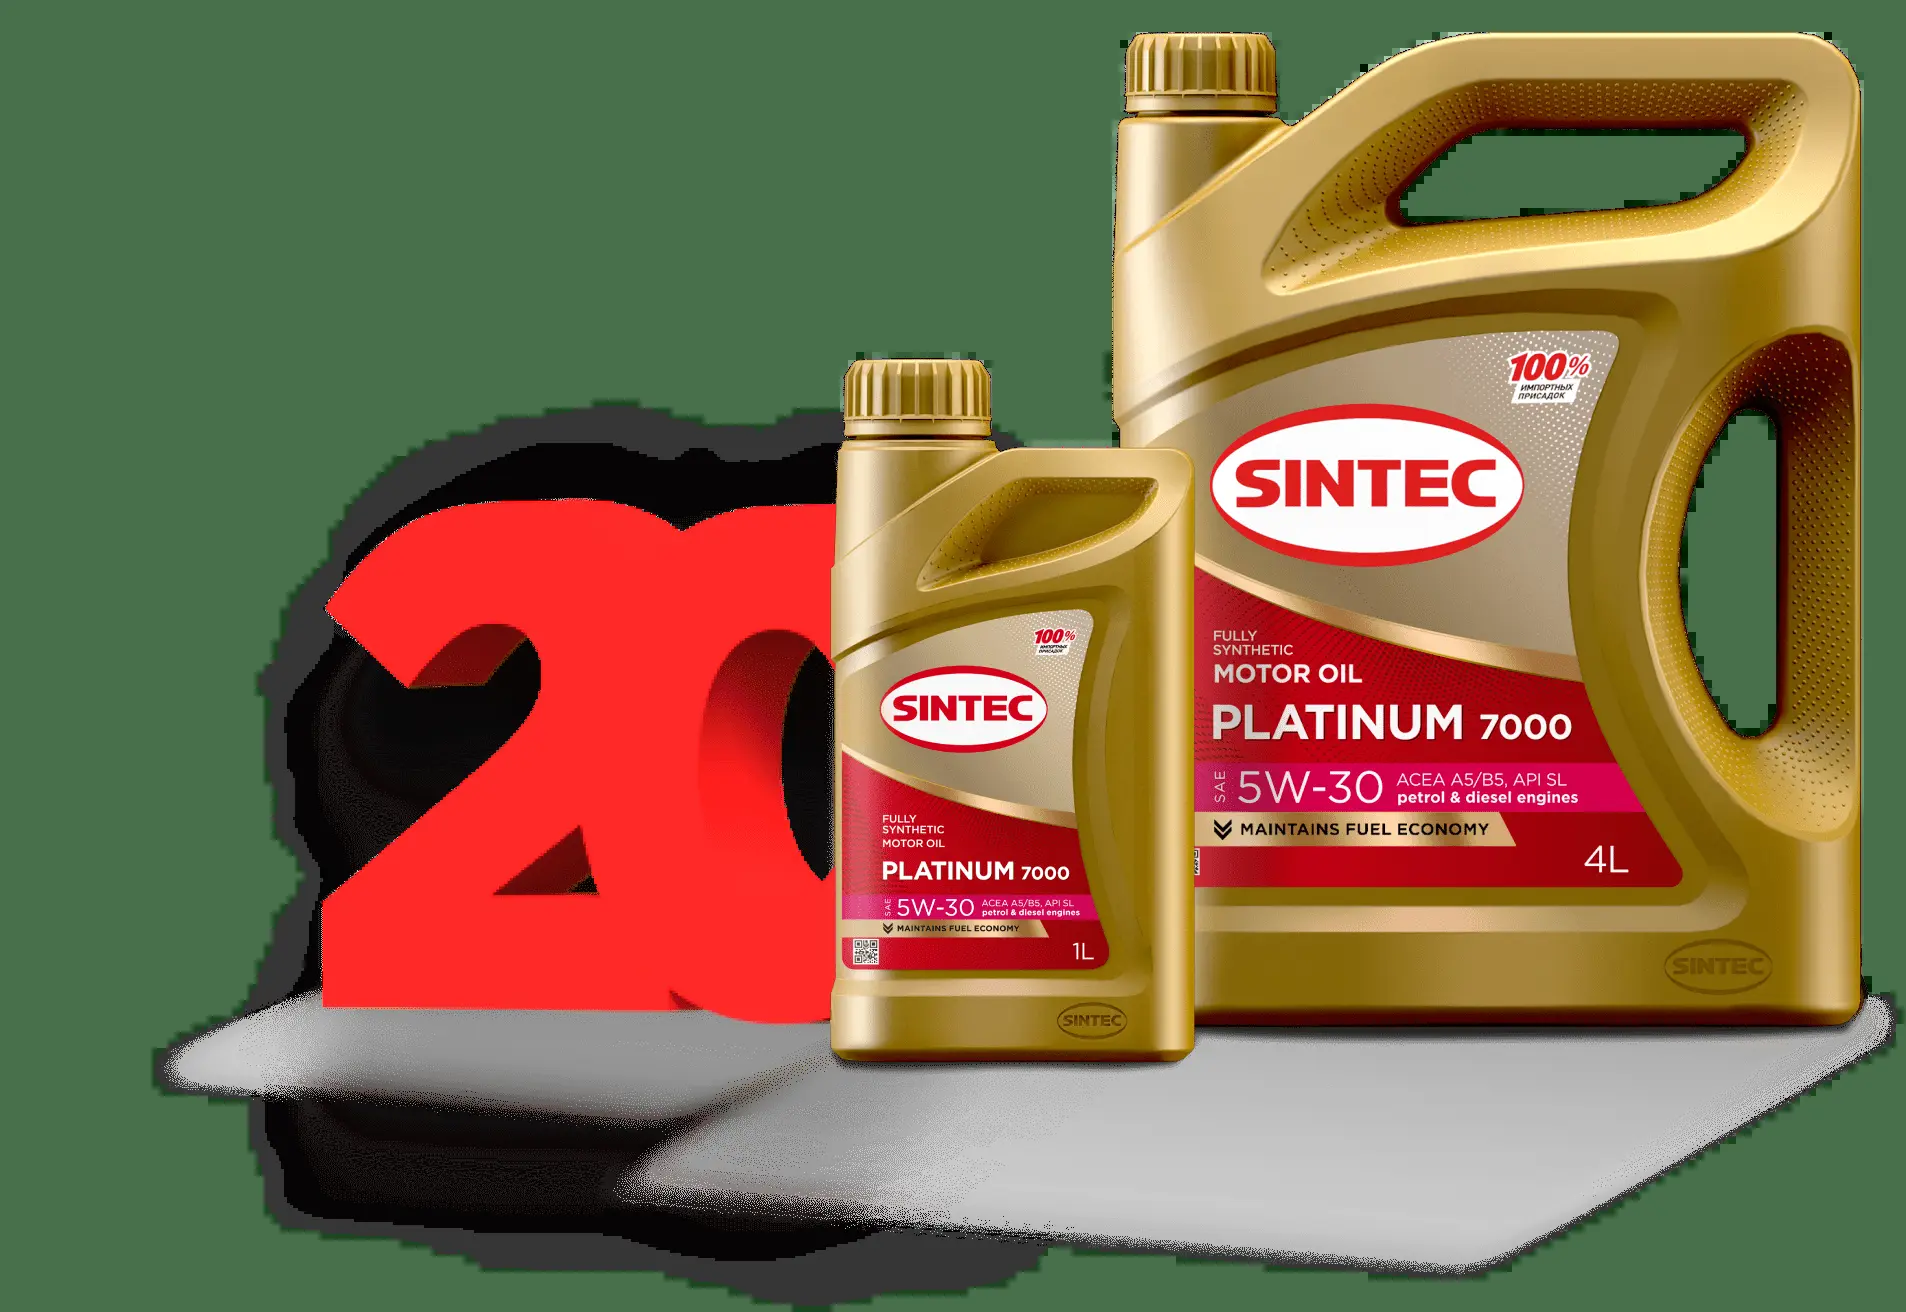 20
100%
ИМПОРТНЫХ
ПРИСАДОК
SINTEC
FULLY
SYNTHETIC
MOTOR OIL
PLATINUM 7000
SAE 5W-30
ACEA A5/B5, API SL
petrol & diesel engines
MAINTAINS FUEL ECONOMY
1L
SINTEC
100%
ИМПОРТНЫХ
ПРИСАДОК
SINTEC
FULLY
SYNTHETIC
MOTOR OIL
PLATINUM 7000
SAE 5W-30
ACEA A5/B5, API SL
petrol & diesel engines
MAINTAINS FUEL ECONOMY
4L
SINTEC